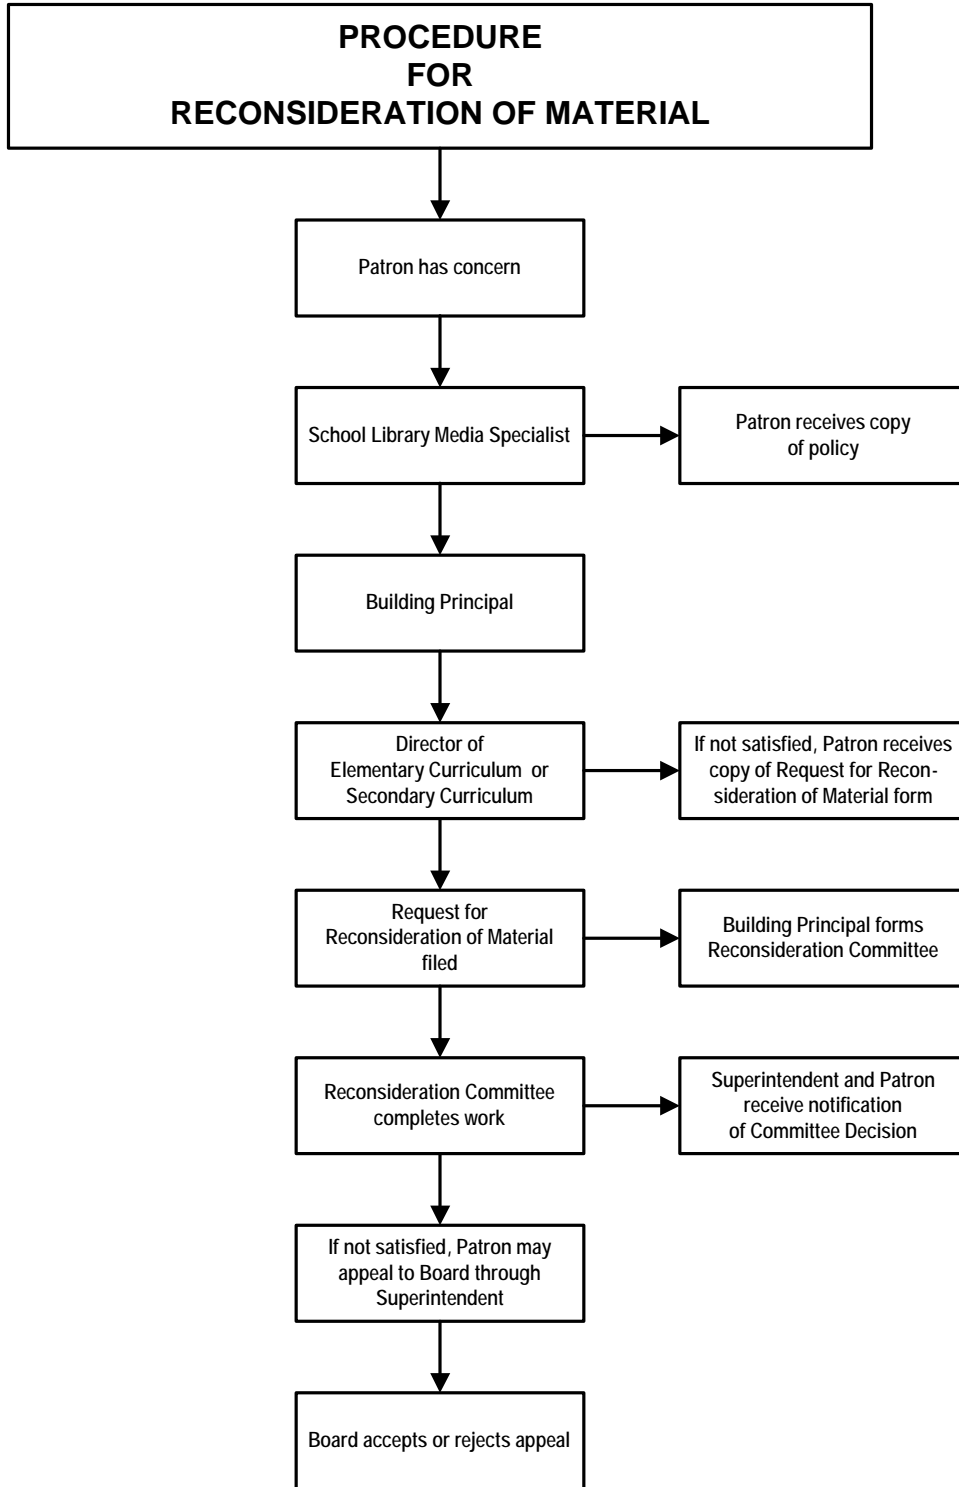 PROCEDURE
FOR
RECONSIDERATION OF MATERIAL
Patron has concern
School Library Media Specialist
Patron receives copy
of policy
Building Principal
Director of
Elementary Curriculum or
Secondary Curriculum
If not satisfied, Patron receives
copy of Request for Recon-
sideration of Material form
Request for
Reconsideration of Material
filed
Building Principal forms
Reconsideration Committee
Reconsideration Committee
completes work
Superintendent and Patron
receive notification
of Committee Decision
If not satisfied, Patron may
appeal to Board through
Superintendent
Board accepts or rejects appeal